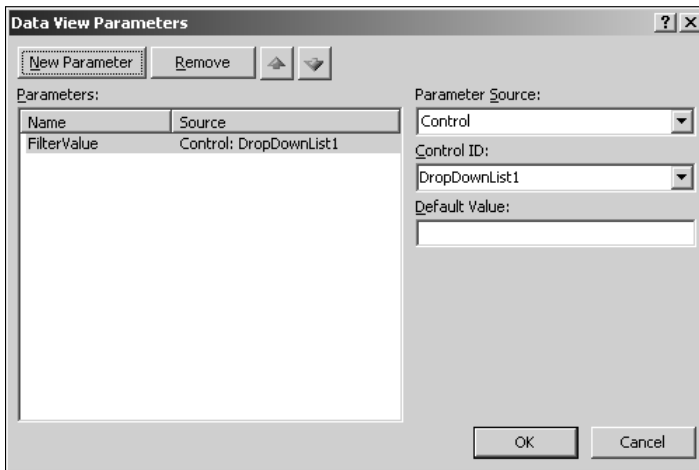 Data View Parameters
New Parameter
Remove
Parameters:
Name Source
FilterValue Control: DropDownList1
Parameter Source:
Control
Control ID:
DropDownList1
Default Value:
OK
Cancel